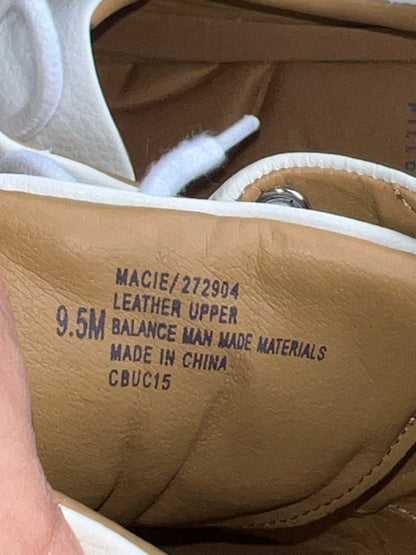 MACIE/272904
LEATHER UPPER
9.5M BALANCE MAN MADE MATERIALS
MADE IN CHINA
CBUC15